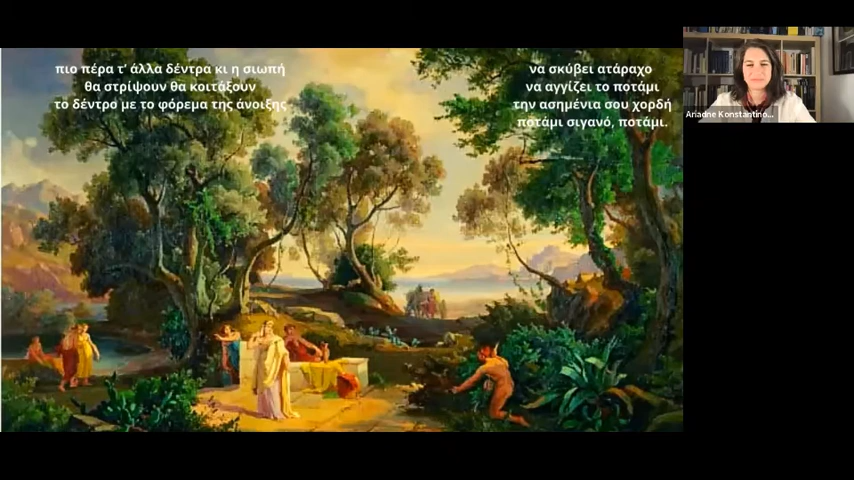 πιο πέρα τ' άλλα δέντρα κι η σιωπή
θα στρίψουν θα κοιτάξουν
το δέντρο με το φόρεμα της άνοιξης
να σκύβει ατάραχο
να αγγίζει το ποτάμι
την ασημένια σου χορδή
ποτάμι σιγανό, ποτάμι.
Ariadne Konstantino...